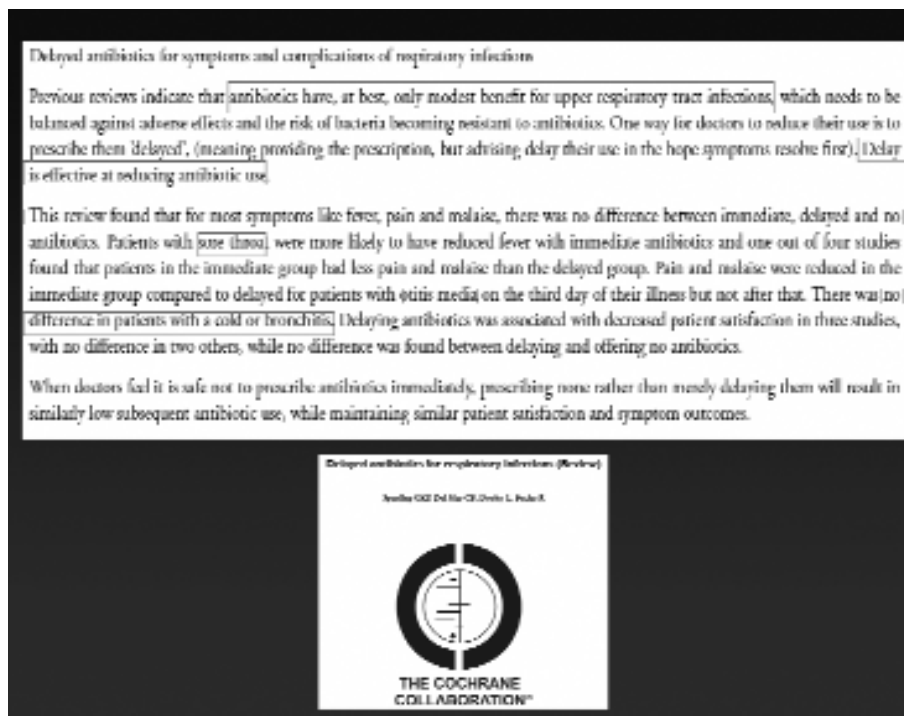 Delayed antibiotics for symptoms and complications of respiratory infections
Previous reviews indicate that antibiotics have, at best, only modest benefit for upper respiratory tract infections, which needs to be
balanced against adverse effects and the risk of bacteria becoming resistant to antibiotics. One way for doctors to reduce their use is to
prescribe them 'delayed', (meaning providing the prescription, but advising delay their use in the hope symptoms resolve first). Delay
is effective at reducing antibiotic use.
This review found that for most symptoms like fever, pain and malaise, there was no difference between immediate, delayed and no
antibiotics. Patients with sore throat were more likely to have reduced fever with immediate antibiotics and one out of four studies
found that patients in the immediate group had less pain and malaise than the delayed group. Pain and malaise were reduced in the
immediate group compared to delayed for patients with otitis media on the third day of their illness but not after that. There was no
difference in patients with a cold or bronchitis. Delaying antibiotics was associated with decreased patient satisfaction in three studies,
with no difference in two others, while no difference was found between delaying and offering no antibiotics.
When doctors feel it is safe not to prescribe antibiotics immediately, prescribing none rather than merely delaying them will result in
similarly low subsequent antibiotic use, while maintaining similar patient satisfaction and symptom outcomes.
Delayed antibiotics for respiratory infections (Review)
Del Mar CB
THE COCHRANE
COLLABORATION